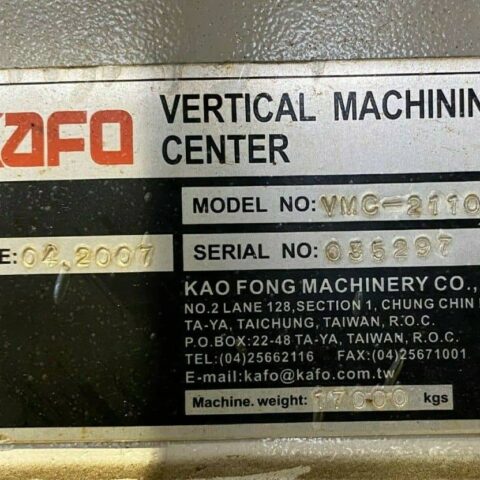 KAFO
VERTICAL MACHININ
CENTER
MODEL NO: VMC-2110
E: 04.2007
SERIAL NO: 035297
KAO FONG MACHINERY CO.,
NO.2 LANE 128,SECTION 1, CHUNG CHIN
TA-YA, TAICHUNG, TAIWAN, R.O.C.
P.O.BOX:22-48 TA-YA, TAIWAN, R.O.C.
TEL:(04)25662116 FAX:(04)25671001
E-mail:kafo@kafo.com.tw
Machine. weight: 17000 kgs